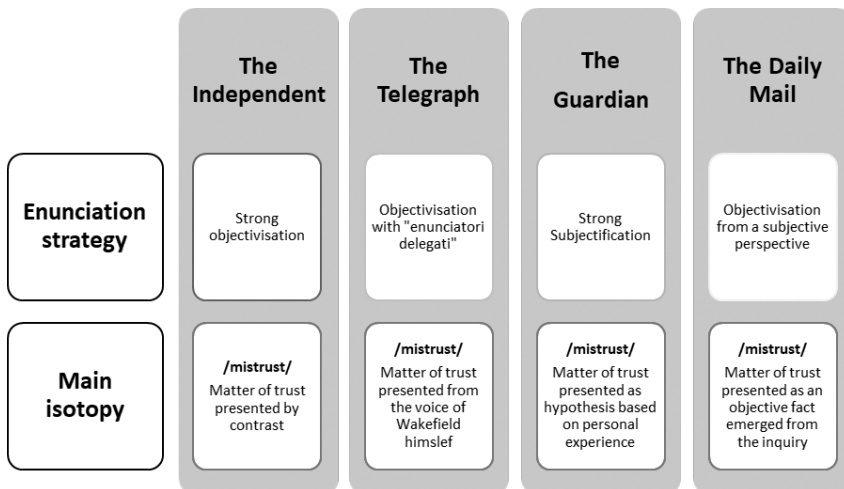 The
Independent
The
Telegraph
The
Guardian
The Daily
Mail
Enunciation
strategy
Strong
objectivisation
Objectivisation
with "enunciatori
delegati"
Strong
Subjectification
Objectivisation
from a subjective
perspective
Main
isotopy
/mistrust/
Matter of trust
presented by
contrast
/mistrust/
Matter of trust
presented from
the voice of
Wakefield
himslef
/mistrust/
Matter of trust
presented as
hypothesis based
on personal
experience
/mistrust/
Matter of trust
presented as an
objective fact
emerged from
the inquiry